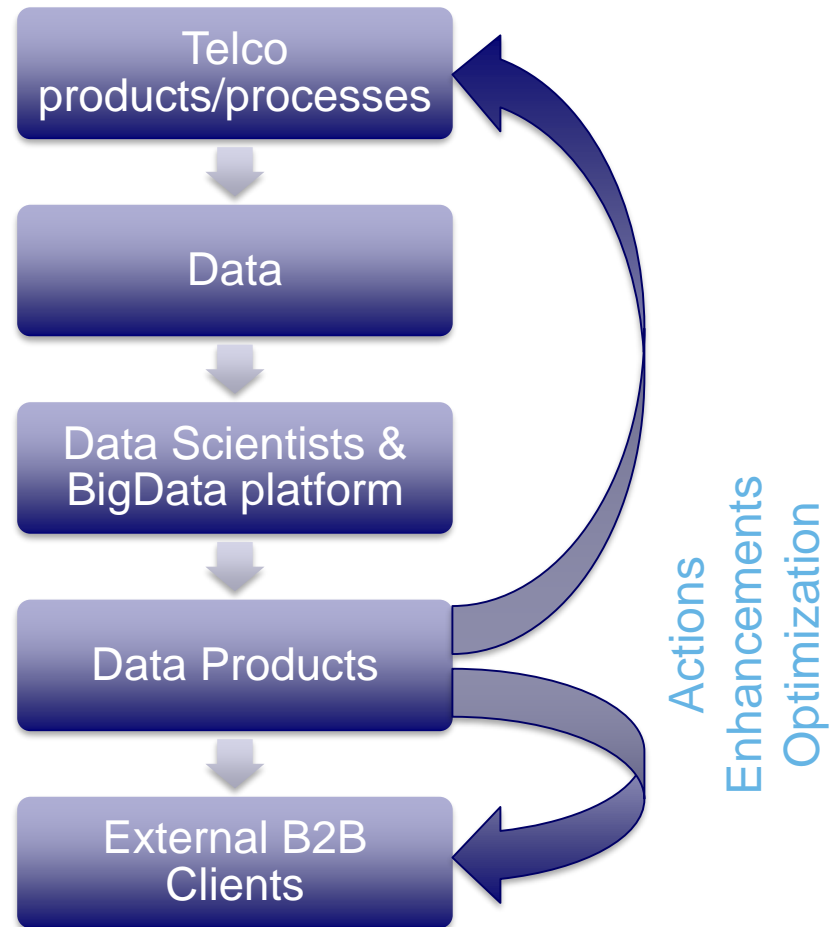 Telco
products/processes
Data
Data Scientists &
BigData platform
Data Products
External B2B
Clients
Actions
Enhancements
Optimization